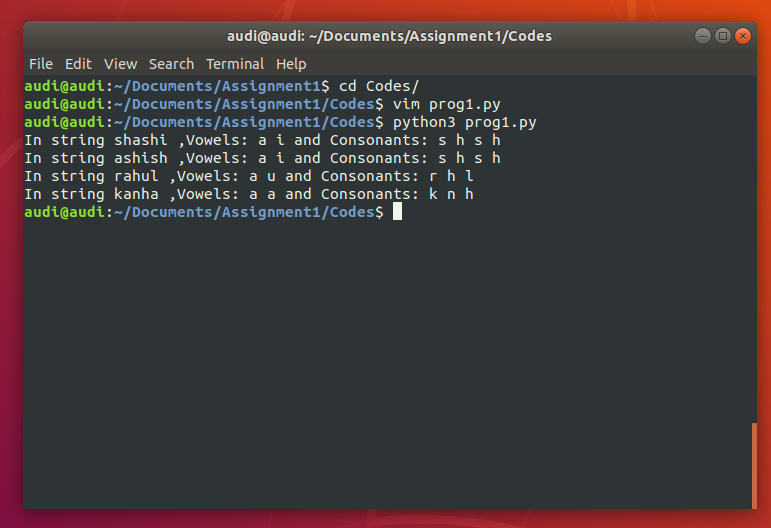 audi@audi: ~/Documents/Assignment1/Codes
File Edit View Search Terminal Help
audi@audi:~/Documents/Assignment1$ cd Codes/
audi@audi:~/Documents/Assignment1/Codes$ vim prog1.py
audi@audi:~/Documents/Assignment1/Codes$ python3 prog1.py
In string shashi ,Vowels: a i and Consonants: s h s h
In string ashish ,Vowels: a i and Consonants: s h s h
In string rahul ,Vowels: a u and Consonants: r h l
In string kanha ,Vowels: a a and Consonants: k n h
audi@audi:~/Documents/Assignment1/Codes$